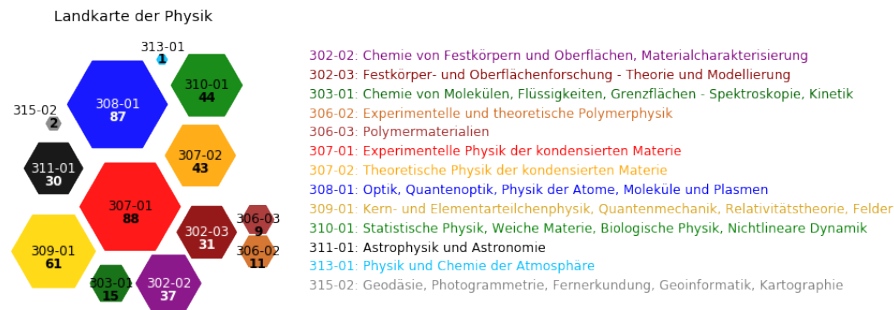 Landkarte der Physik
313-01
1
310-01
44
308-01
87
315-02
2
307-02
43
311-01
30
307-01
88
306-03
9
302-03
31
306-02
11
309-01
61
303-01
15
302-02
37
302-02: Chemie von Festkörpern und Oberflächen, Materialcharakterisierung
302-03: Festkörper- und Oberflächenforschung - Theorie und Modellierung
303-01: Chemie von Molekülen, Flüssigkeiten, Grenzflächen - Spektroskopie, Kinetik
306-02: Experimentelle und theoretische Polymerphysik
306-03: Polymermaterialien
307-01: Experimentelle Physik der kondensierten Materie
307-02: Theoretische Physik der kondensierten Materie
308-01: Optik, Quantenoptik, Physik der Atome, Moleküle und Plasmen
309-01: Kern- und Elementarteilchenphysik, Quantenmechanik, Relativitätstheorie, Felder
310-01: Statistische Physik, Weiche Materie, Biologische Physik, Nichtlineare Dynamik
311-01: Astrophysik und Astronomie
313-01: Physik und Chemie der Atmosphäre
315-02: Geodäsie, Photogrammetrie, Fernerkundung, Geoinformatik, Kartographie